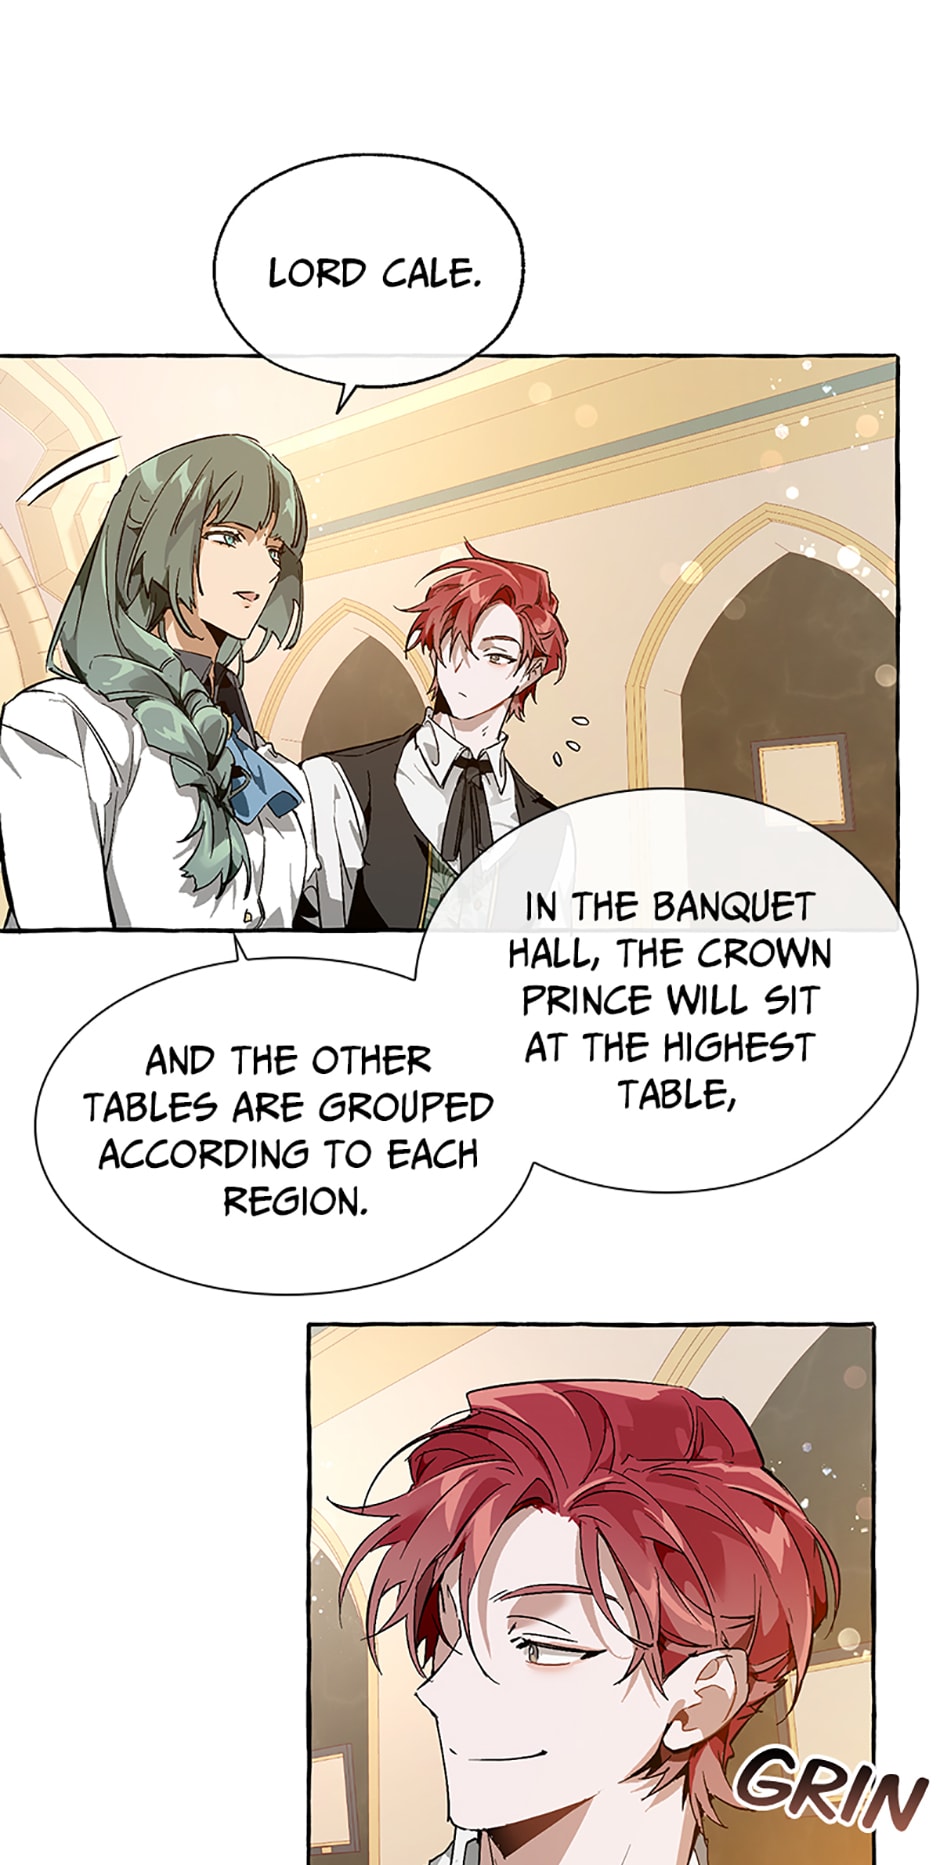 LORD CALE.
IN THE BANQUET
HALL, THE CROWN
PRINCE WILL SIT
AT THE HIGHEST
TABLE,
AND THE OTHER
TABLES ARE GROUPED
ACCORDING TO EACH
REGION.
GRIN